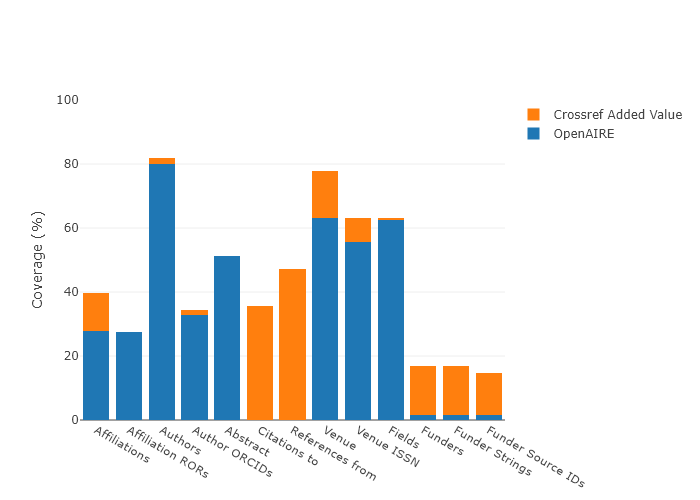 100
80
60
40
20
0
Coverage (%)
Crossref Added Value
OpenAIRE
Affiliations
Affiliation RORs
Authors
Author ORCIDs
Abstract
Citations to
References from
Venue
Venue ISSN
Fields
Funders
Funder Strings
Funder Source IDs